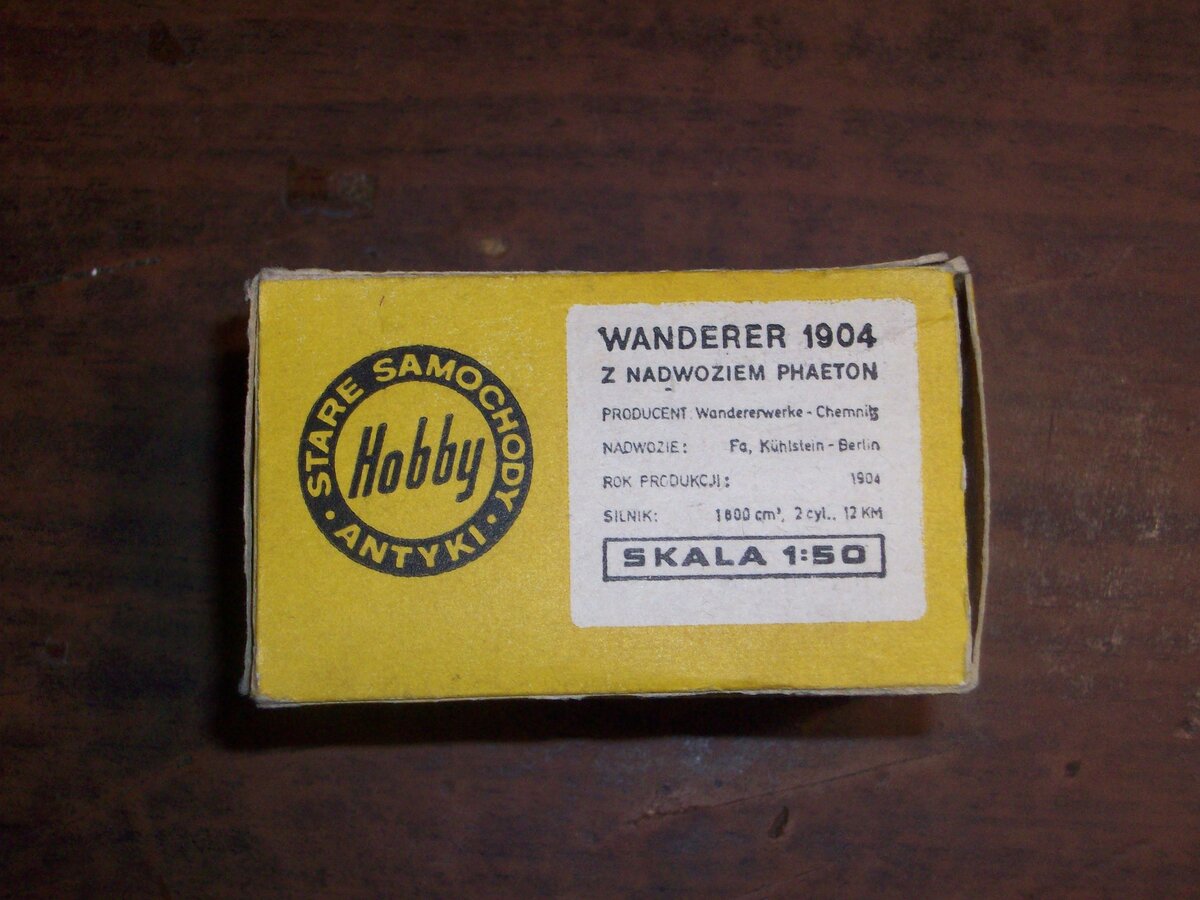 STARE SAMOCHODY
Hobby
· ANTYKI ·
WANDERER 1904
Z NADWOZIEM PHAETON
PRODUCENT: Wandererwerke - Chemnitz
NADWOZIE: Fa, Kühlstein - Berlin
ROK PRODUKCJI: 1904
SILNIK: 1800 cm³, 2 cyl., 12 KM
SKALA 1:50